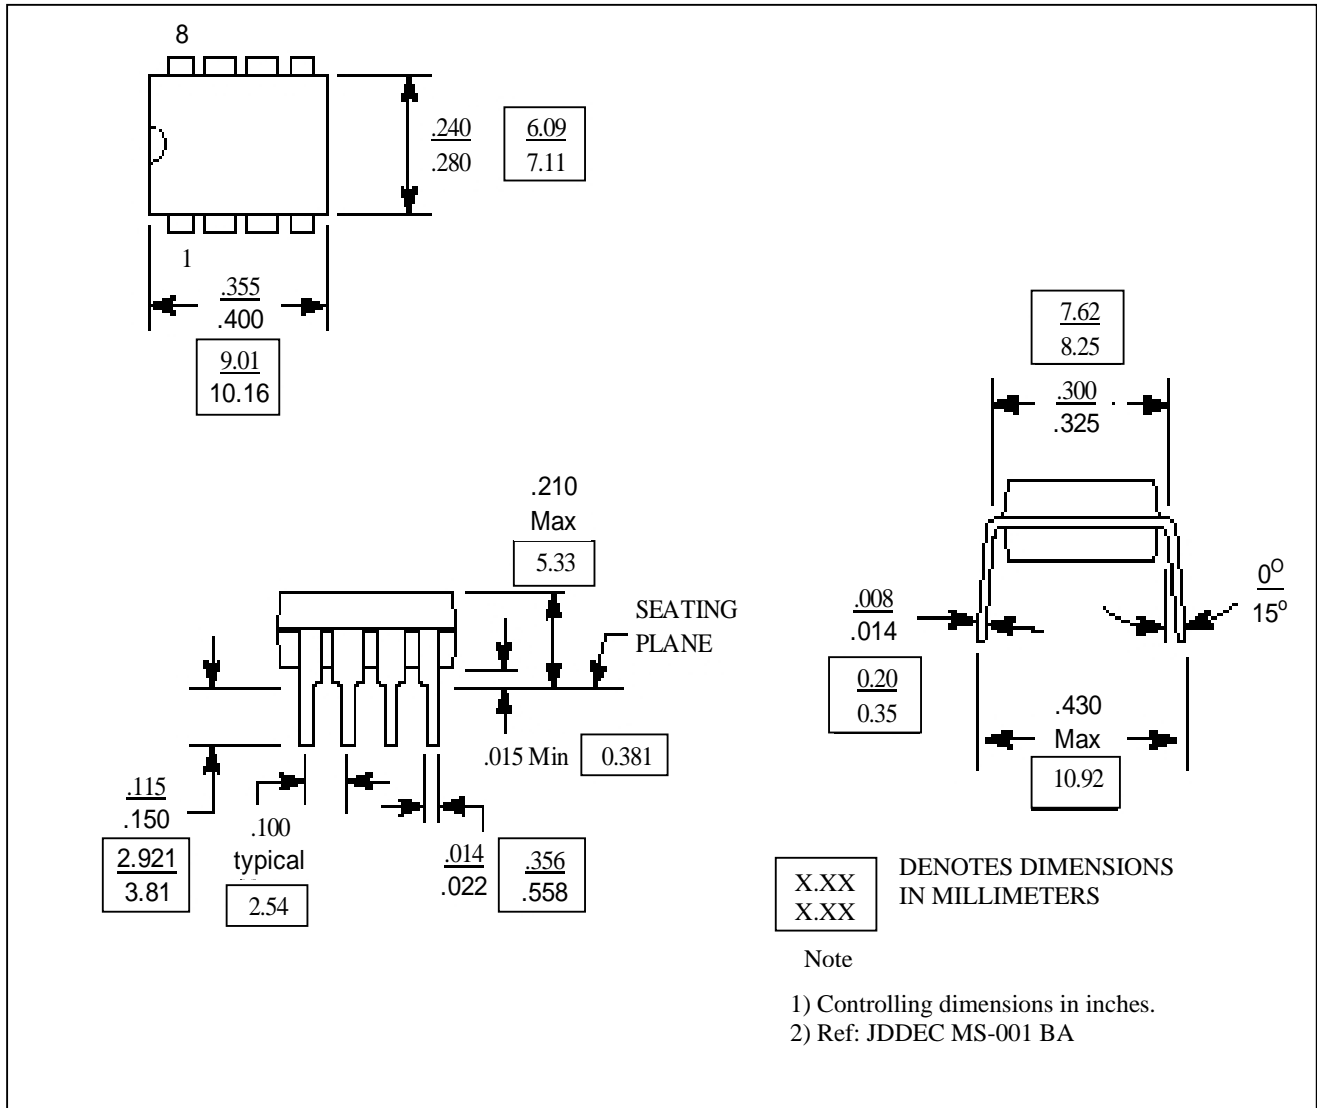 8
.240
.280
6.09
7.11
1
.355
.400
9.01
10.16
7.62
8.25
.300
.325
.210
Max
5.33
SEATING
PLANE
.008
.014
0.20
0.35
0O
15o
.430
Max
10.92
.015 Min
0.381
.115
.150
2.921
3.81
.100
typical
2.54
.014
.022
.356
.558
X.XX
X.XX
DENOTES DIMENSIONS
IN MILLIMETERS
Note
1) Controlling dimensions in inches.
2) Ref: JDDEC MS-001 BA